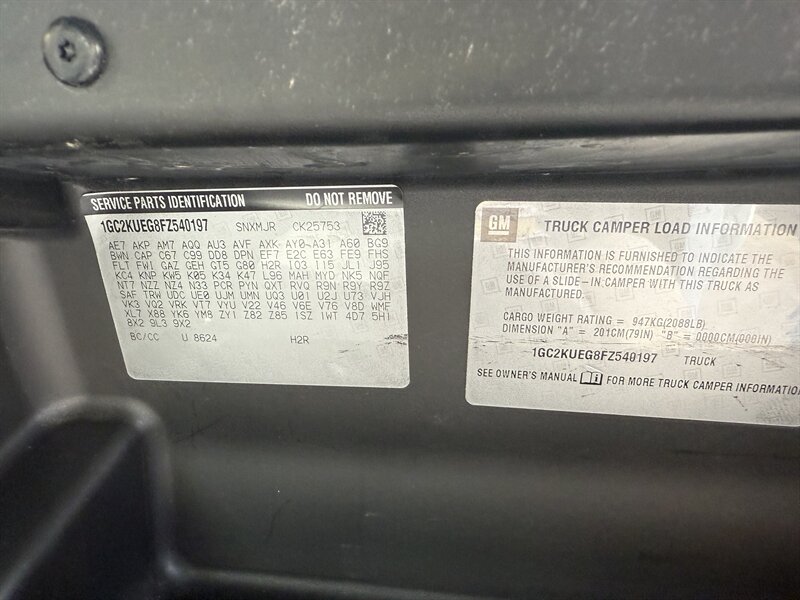 SERVICE PARTS IDENTIFICATION DO NOT REMOVE
1GC2KUEG8FZ540197 SNXMJR CK25753
AE7 AKP AM7 AQQ AU3 AVF AXK AY0 A31 A60 BG9
BWN CAP C67 C99 DD8 DPN EF7 E2C E63 FE9 FHS
FLT FWI GAZ GEH GT5 G80 H2R IO3 I15 JL1 J95
KC4 KNP KW5 K05 K34 K47 L96 MAH MYD NK5 NQF
NT7 NZZ NZ4 N33 PCR PYN QXT RVQ R9N R9Y R9Z
SAF TRW UDC UE0 UJM UMN UQ3 U01 U2J U73 VJH
VK3 VQ2 VRK VT7 VYU V22 V46 V6E V76 V8D WMF
XL7 X88 YK6 YM8 ZY1 Z82 Z85 1SZ 1WT 4D7 5H1
8X2 9L3 9X2
BC/CC U 8624 H2R
GM TRUCK CAMPER LOAD INFORMATION
THIS INFORMATION IS FURNISHED TO INDICATE THE
MANUFACTURER'S RECOMMENDATION REGARDING THE
USE OF A SLIDE-IN CAMPER WITH THIS TRUCK AS
MANUFACTURED.
CARGO WEIGHT RATING = 947KG(2088LB)
DIMENSION "A" = 201CM(79IN) "B" = 0000CM(000IN)
1GC2KUEG8FZ540197 TRUCK
SEE OWNER'S MANUAL FOR MORE TRUCK CAMPER INFORMATION